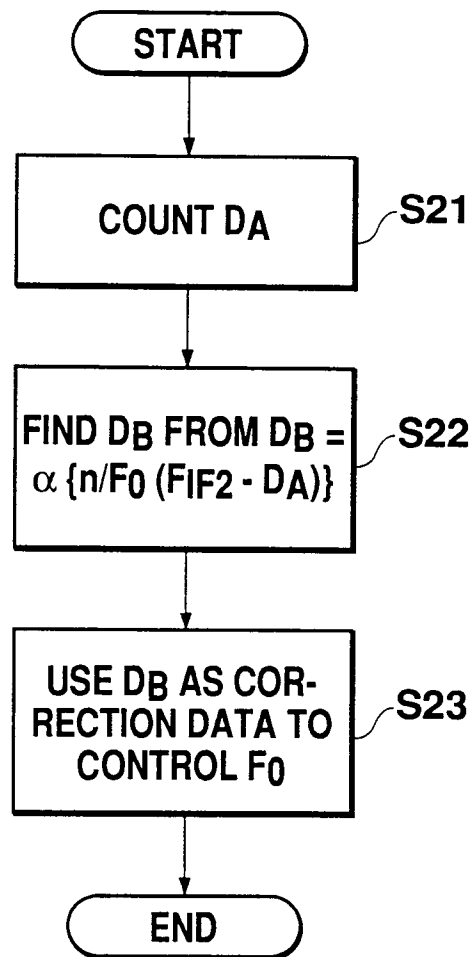 START
COUNT DA
S21
FIND DB FROM DB =
α {n/F0 (FIF2 - DA)}
S22
USE DB AS COR-
RECTION DATA TO
CONTROL F0
S23
END